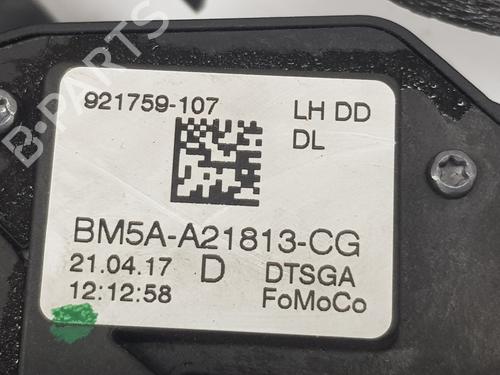 B-PARTS
921759-107 LH DD
DL
BM5A-A21813-CG
21.04.17 D DTSGA
12:12:58 FoMoCo